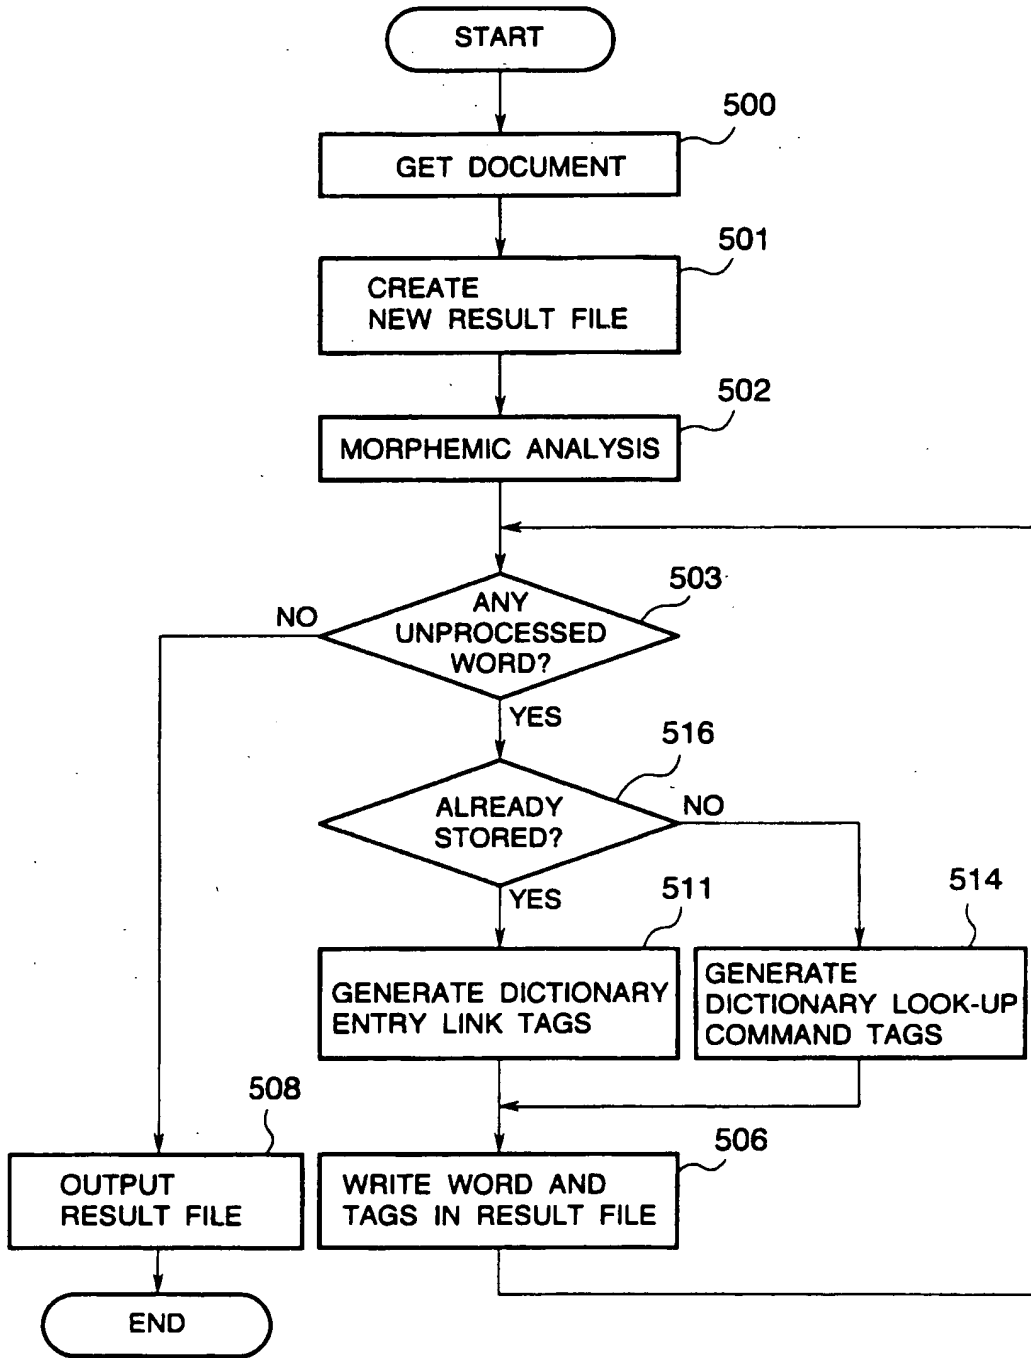 START
500
GET DOCUMENT
501
CREATE
NEW RESULT FILE
502
MORPHEMIC ANALYSIS
503
NO
ANY
UNPROCESSED
WORD?
YES
516
ALREADY
STORED?
NO
YES
511
514
GENERATE DICTIONARY
ENTRY LINK TAGS
GENERATE
DICTIONARY LOOK-UP
COMMAND TAGS
508
506
OUTPUT
RESULT FILE
WRITE WORD AND
TAGS IN RESULT FILE
END